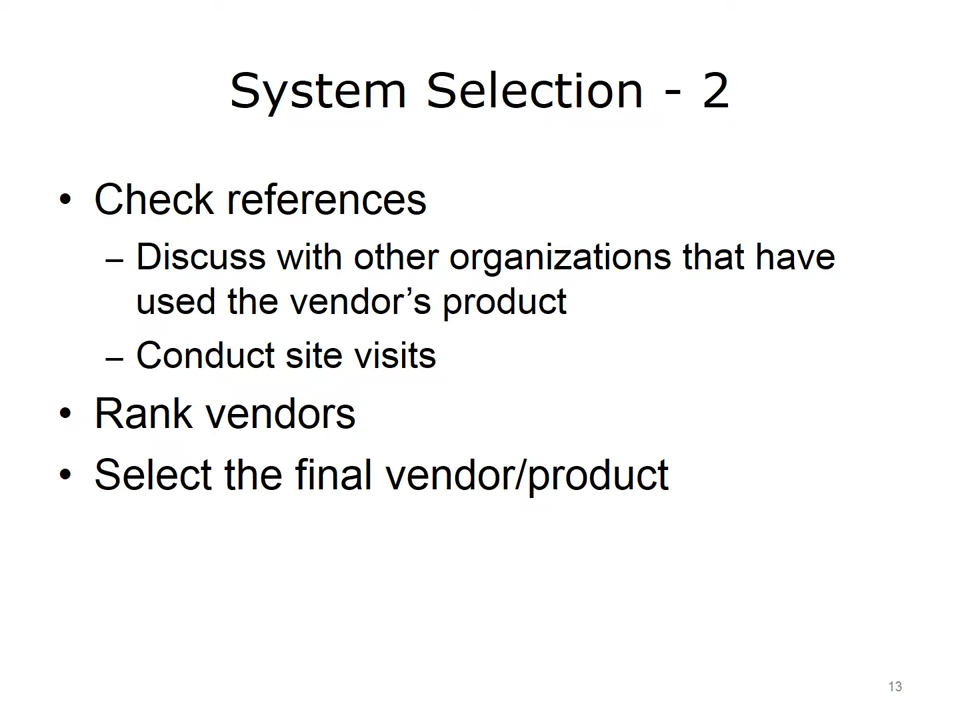 System Selection - 2
• Check references
– Discuss with other organizations that have
used the vendor’s product
– Conduct site visits
• Rank vendors
• Select the final vendor/product
13